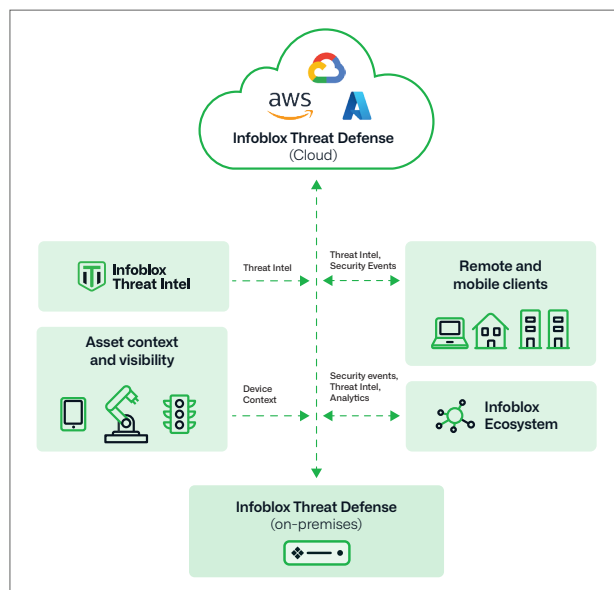 aws
Infoblox Threat Defense
(Cloud)
Infoblox
Threat Intel
Threat Intel
Threat Intel,
Security Events
Remote and
mobile clients
Asset context
and visibility
Device
Context
Security events,
Threat Intel,
Analytics
Infoblox
Ecosystem
Infoblox Threat Defense
(on-premises)